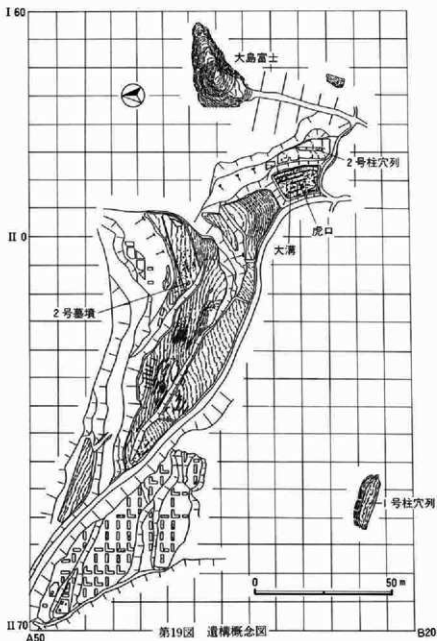 I 60
大島富士
2号柱穴列
虎口
II 0
大溝
2号墓墳
1号柱穴列
0
50 m
第19図 遺構概念図
II 70
A50
B20